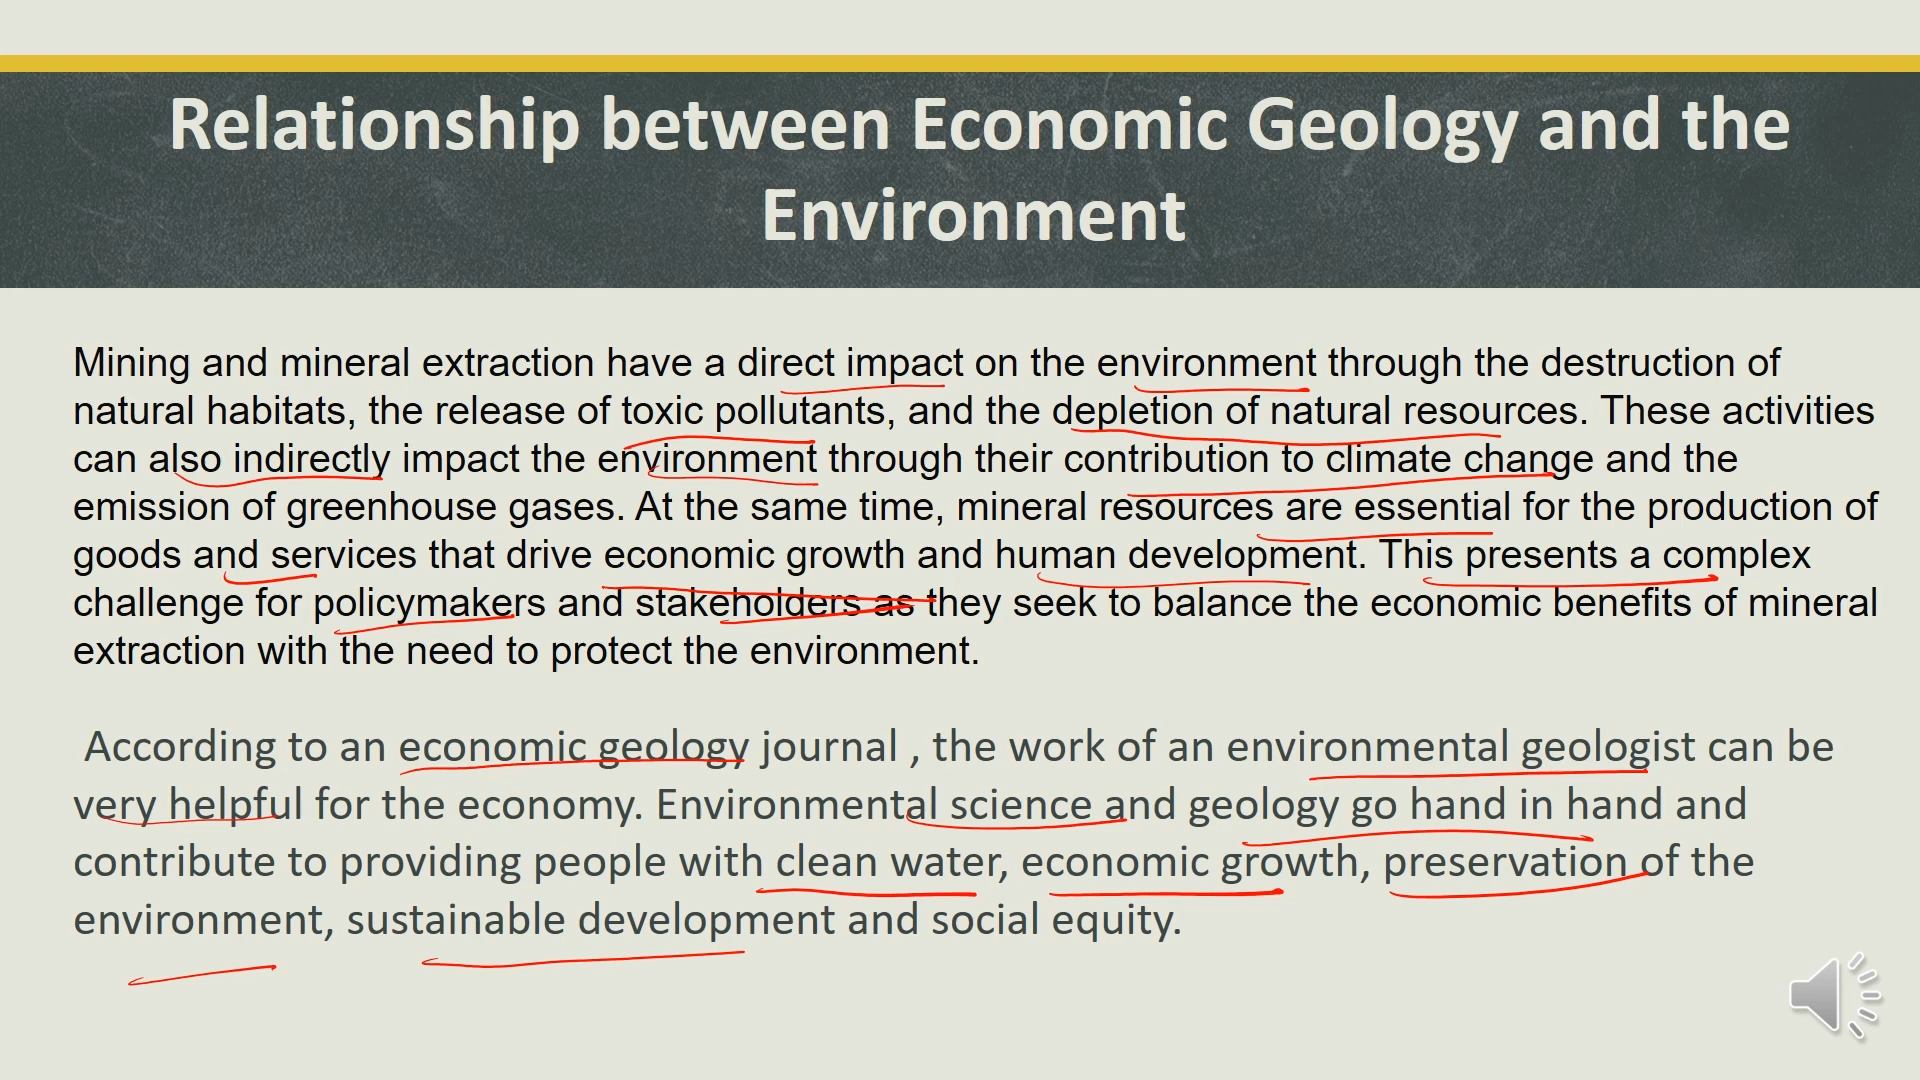 Relationship between Economic Geology and the
Environment
Mining and mineral extraction have a direct impact on the environment through the destruction of
natural habitats, the release of toxic pollutants, and the depletion of natural resources. These activities
can also indirectly impact the environment through their contribution to climate change and the
emission of greenhouse gases. At the same time, mineral resources are essential for the production of
goods and services that drive economic growth and human development. This presents a complex
challenge for policymakers and stakeholders as they seek to balance the economic benefits of mineral
extraction with the need to protect the environment.
According to an economic geology journal , the work of an environmental geologist can be
very helpful for the economy. Environmental science and geology go hand in hand and
contribute to providing people with clean water, economic growth, preservation of the
environment, sustainable development and social equity.